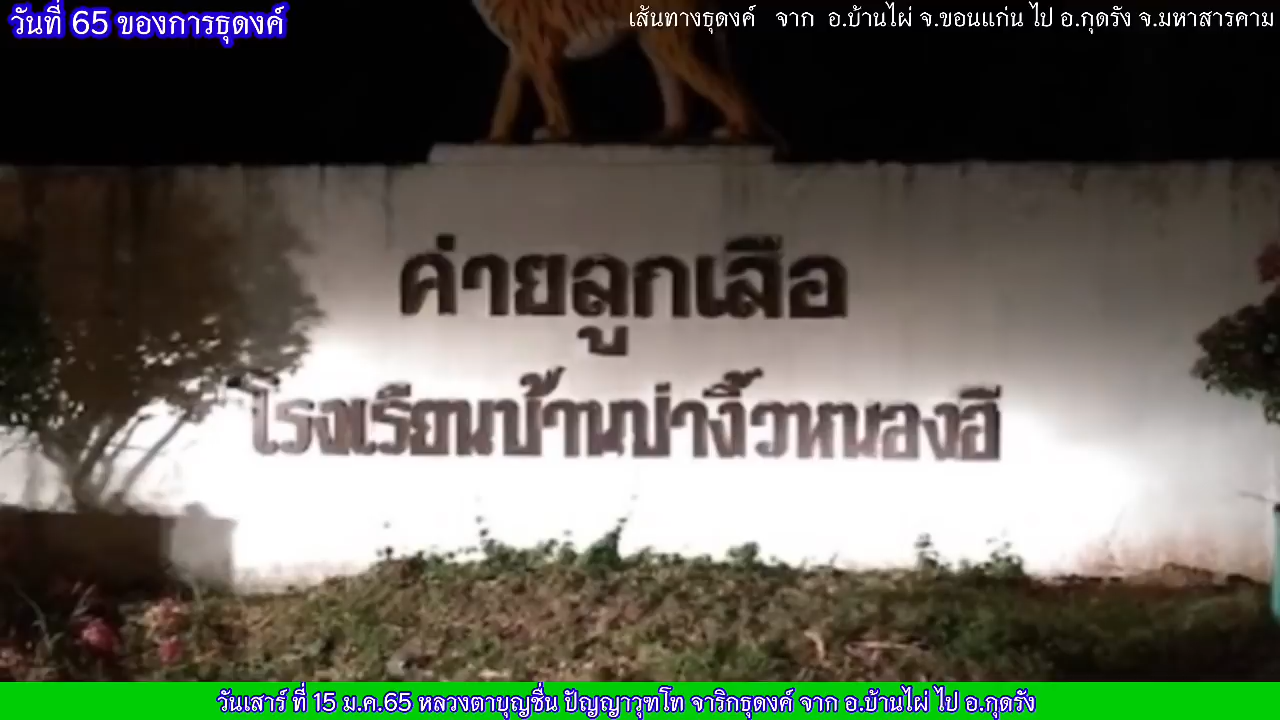 วันที่ 65 ของการธุดงค์
เส้นทางธุดงค์ จาก อ.บ้านไผ่ จ.ขอนแก่น ไป อ.กุดรัง จ.มหาสารคาม
ค่ายลูกเสือ
โรงเรียนบ้านป่างิ้วหนองฮี
วันเสาร์ ที่ 15 ม.ค.65 หลวงตาบุญชื่น ปัญญาวุฑโฒ จาริกธุดงค์ จาก อ.บ้านไผ่ ไป อ.กุดรัง